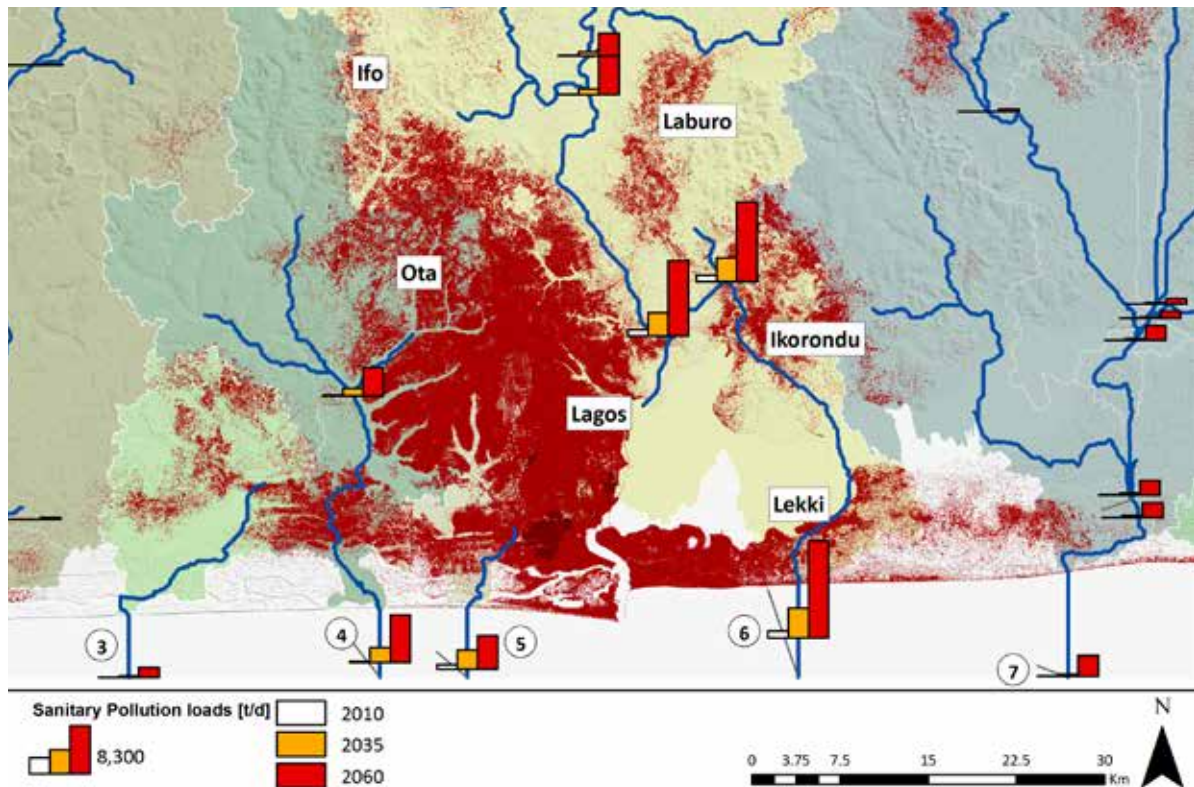 Ifo
Laburo
Ota
Ikorondu
Lagos
Lekki
3
4
5
6
7
Sanitary Pollution loads [t/d]
8,300
2010
2035
2060
N
0 3.75 7.5 15 22.5 30
Km